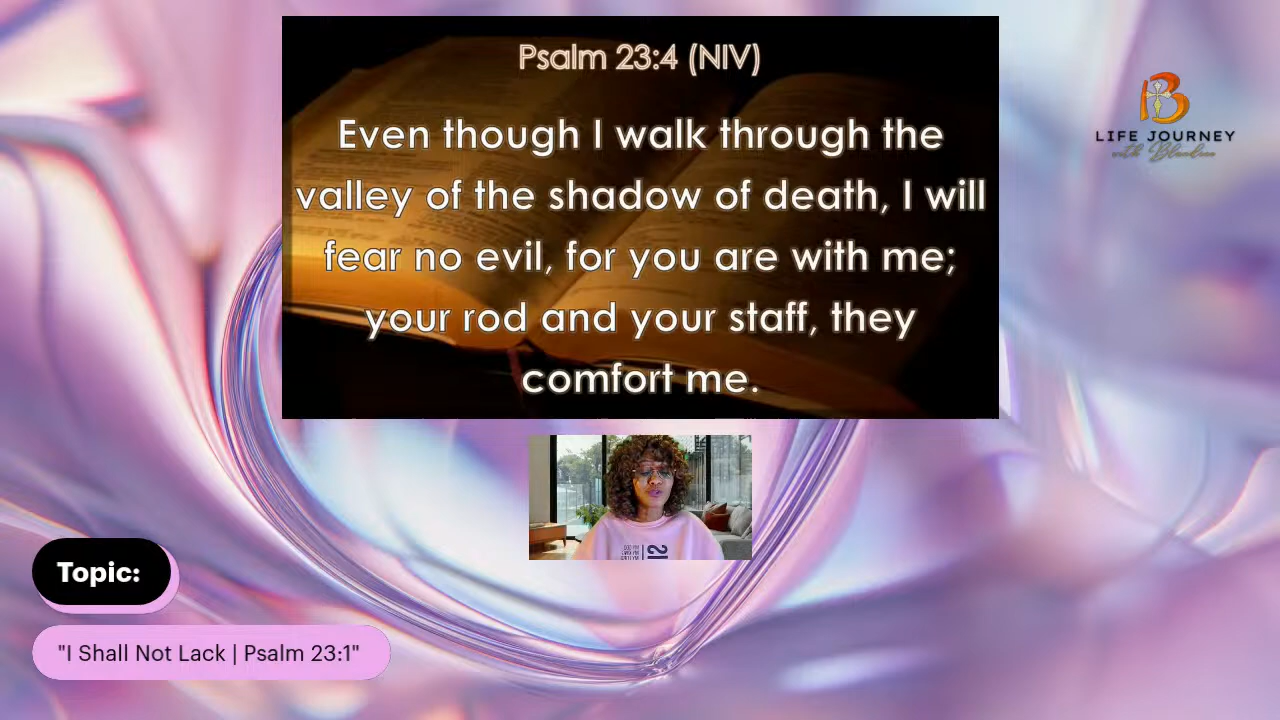 Psalm 23:4 (NIV)
Even though I walk through the
valley of the shadow of death, I will
fear no evil, for you are with me;
your rod and your staff, they
comfort me.
B
LIFE JOURNEY
Topic:
"I Shall Not Lack | Psalm 23:1"